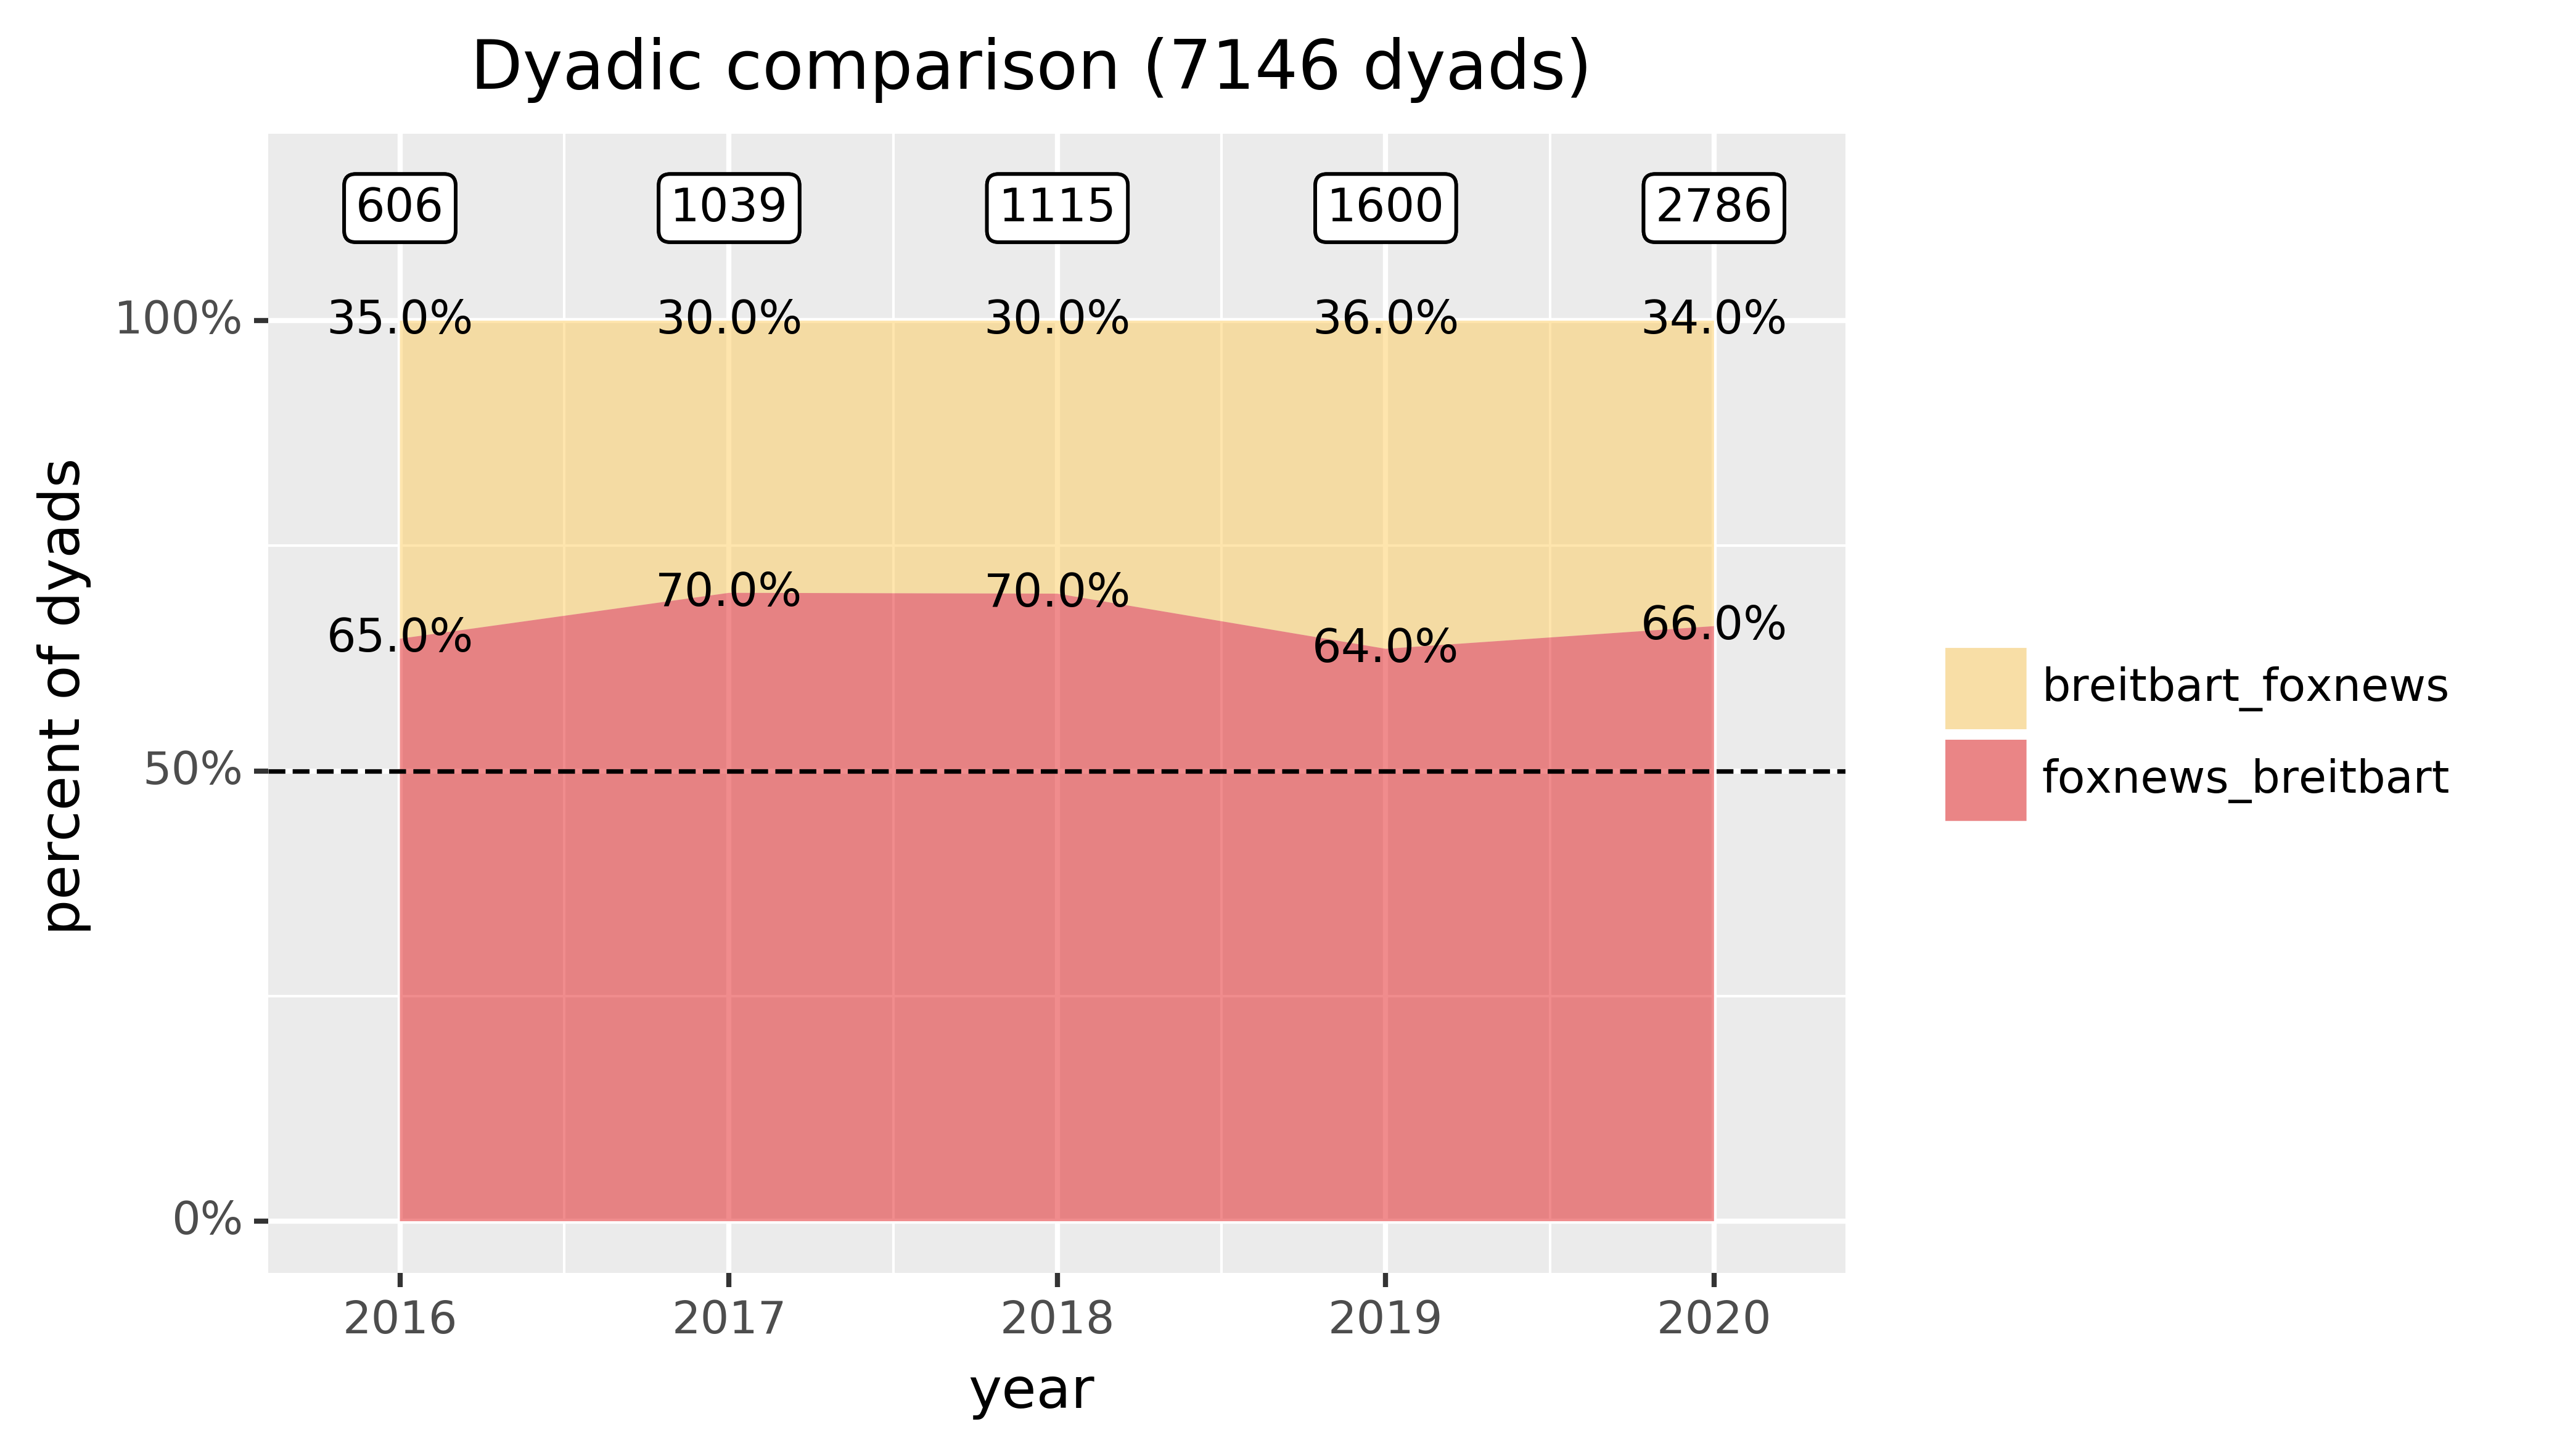 Dyadic comparison (7146 dyads)
606 1039 1115 1600 2786
100% 35.0% 30.0% 30.0% 36.0% 34.0%
70.0% 70.0%
65.0% 64.0% 66.0%
percent of dyads
breitbart_foxnews
foxnews_breitbart
50%
0%
2016 2017 2018 2019 2020
year